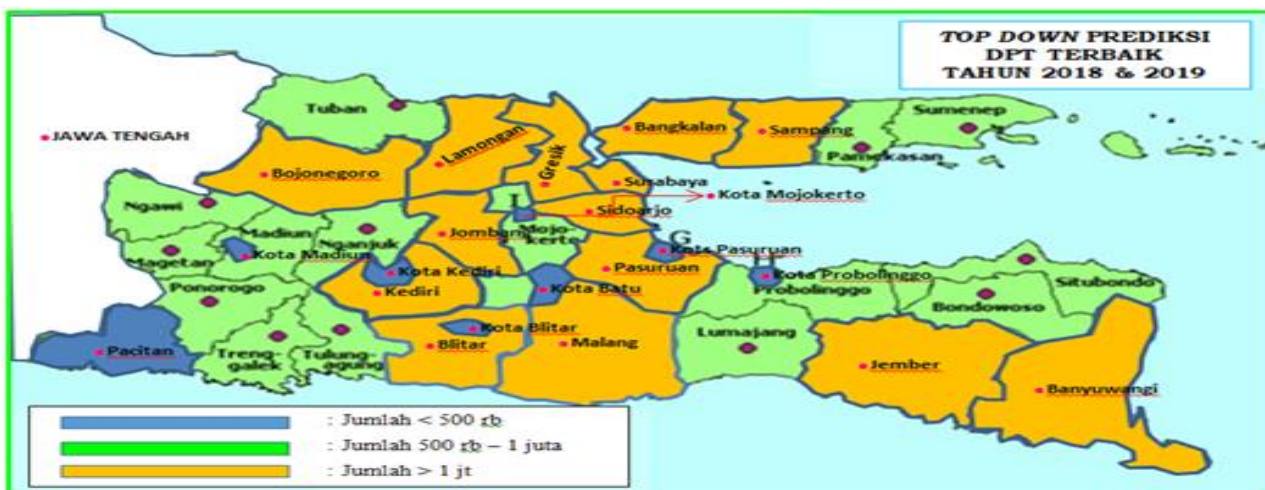 TOP DOWN PREDIKSI
DPT TERBAIK
TAHUN 2018 & 2019
JAWA TENGAH
Tuban
Lamongan
Gresik
Bangkalan
Sampang
Sumenep
Pamekasan
Bojonegoro
Surabaya
Kota Mojokerto
I
Sidoarjo
Ngawi
Madiun
Nganjuk
Jombang
Mojo-
kerto
G
Kota Pasuruan
Magetan
Kota Madiun
Kota Kediri
Pasuruan
H
Kota Probolinggo
Probolinggo
Situbondo
Ponorogo
Kediri
Kota Batu
Bondowoso
Kota Blitar
Lumajang
Pacitan
Treng-
galek
Tulung-
agung
Blitar
Malang
Jember
Banyuwangi
: Jumlah < 500 rb
: Jumlah 500 rb – 1 juta
: Jumlah > 1 jt